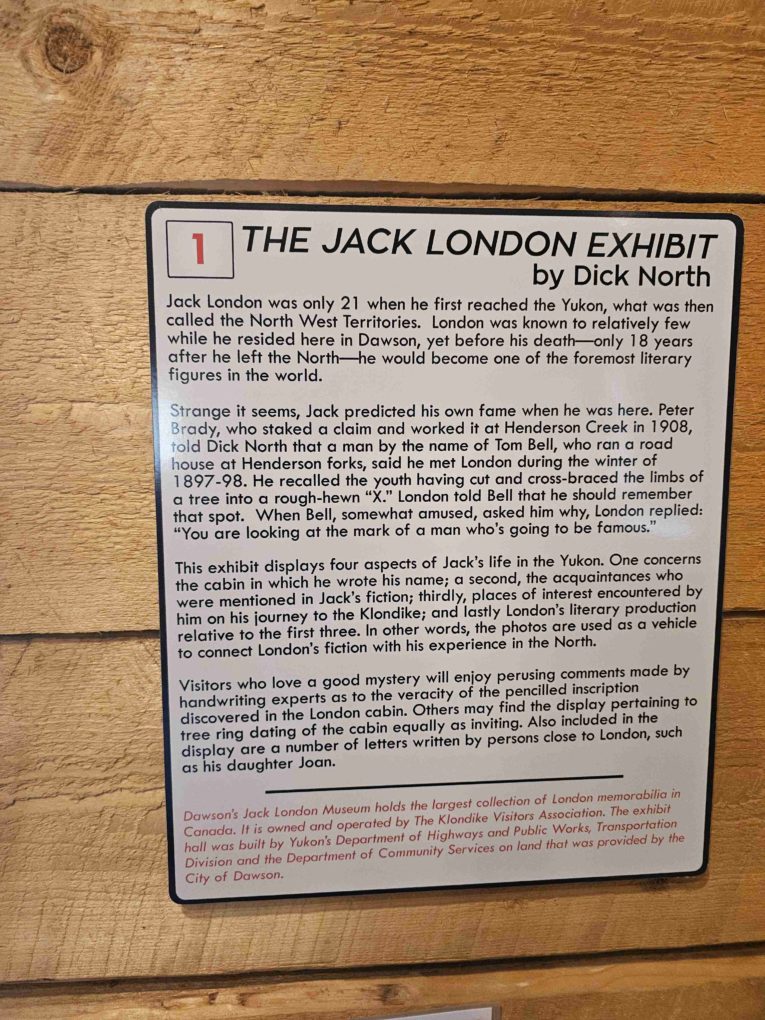 1 THE JACK LONDON EXHIBIT
by Dick North
Jack London was only 21 when he first reached the Yukon, what was then
called the North West Territories. London was known to relatively few
while he resided here in Dawson, yet before his death—only 18 years
after he left the North—he would become one of the foremost literary
figures in the world.
Strange it seems, Jack predicted his own fame when he was here. Peter
Brady, who staked a claim and worked it at Henderson Creek in 1908,
told Dick North that a man by the name of Tom Bell, who ran a road
house at Henderson forks, said he met London during the winter of
1897-98. He recalled the youth having cut and cross-braced the limbs of
a tree into a rough-hewn “X.” London told Bell that he should remember
that spot. When Bell, somewhat amused, asked him why, London replied:
“You are looking at the mark of a man who's going to be famous.”
This exhibit displays four aspects of Jack's life in the Yukon. One concerns
the cabin in which he wrote his name; a second, the acquaintances who
were mentioned in Jack's fiction; thirdly, places of interest encountered by
him on his journey to the Klondike; and lastly London's literary production
relative to the first three. In other words, the photos are used as a vehicle
to connect London's fiction with his experience in the North.
Visitors who love a good mystery will enjoy perusing comments made by
handwriting experts as to the veracity of the pencilled inscription
discovered in the London cabin. Others may find the display pertaining to
tree ring dating of the cabin equally as inviting. Also included in the
display are a number of letters written by persons close to London, such
as his daughter Joan.
Dawson's Jack London Museum holds the largest collection of London memorabilia in
Canada. It is owned and operated by The Klondike Visitors Association. The exhibit
hall was built by Yukon's Department of Highways and Public Works, Transportation
Division and the Department of Community Services on land that was provided by the
City of Dawson.